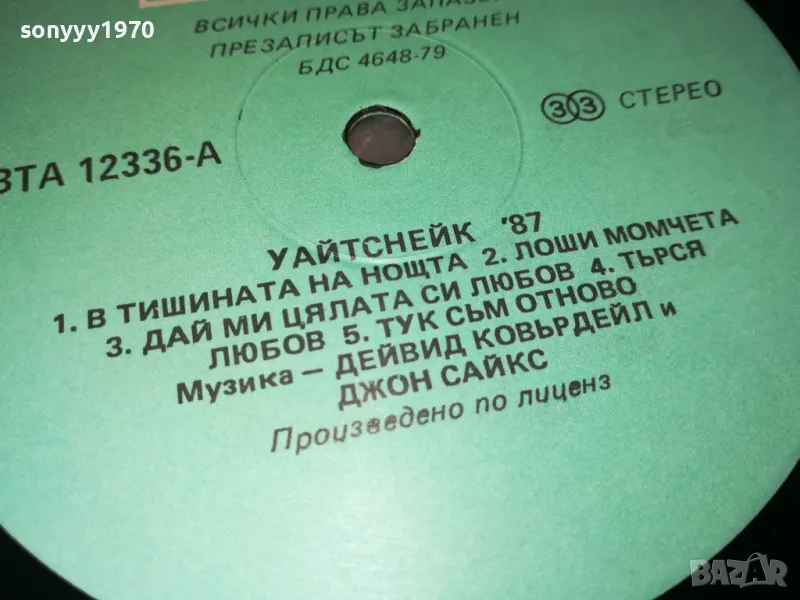 sonyyy1970
ВСИЧКИ ПРАВА
ПРЕЗАПИСЪТ ЗАБРАНЕН
БДС 4648-79
ВТА 12336-А
33 СТЕРЕО
УАЙТСНЕЙК '87
1. В ТИШИНАТА НА НОЩТА 2. ЛОШИ МОМЧЕТА
3. ДАЙ МИ ЦЯЛАТА СИ ЛЮБОВ 4. ТЪРСЯ
ЛЮБОВ 5. ТУК СЪМ ОТНОВО
Музика – ДЕЙВИД КОВЪРДЕЙЛ и
ДЖОН САЙКС
Произведено по лиценз
BAZAR